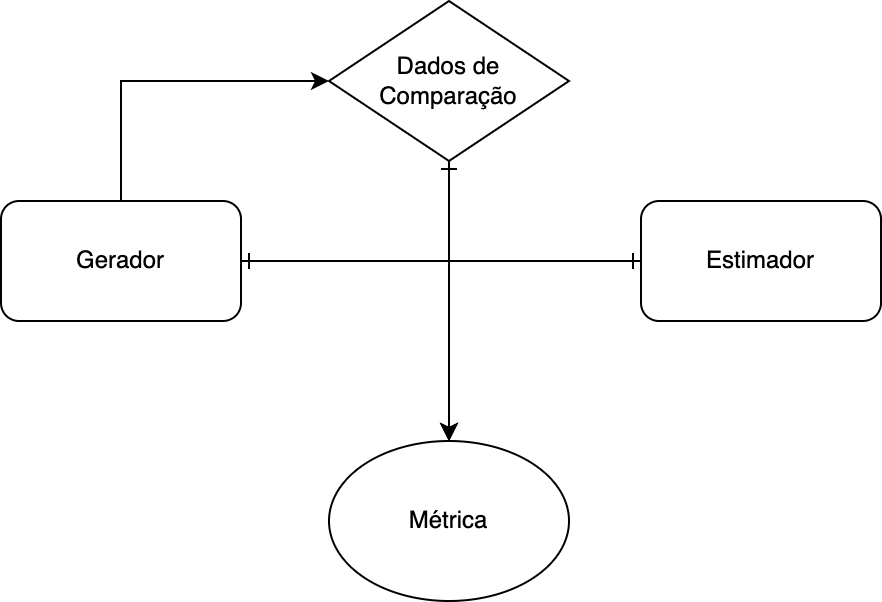 Dados de
Comparação
Gerador
Estimador
Métrica